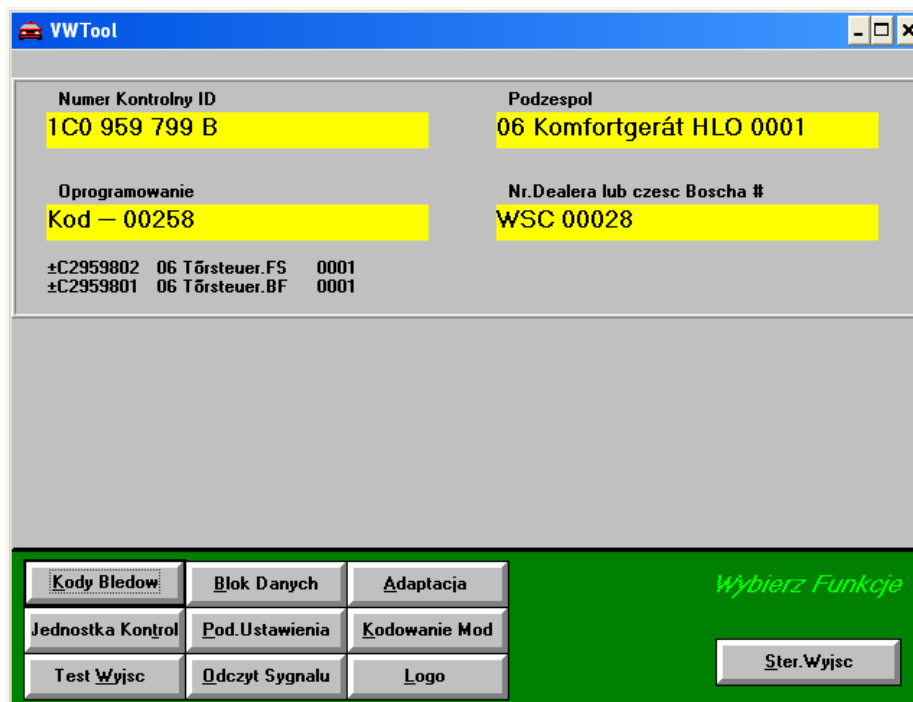 VWTool
Numer Kontrolny ID
1C0 959 799 B
Podzespol
06 Komfortgerát HLO 0001
Oprogramowanie
Kod — 00258
Nr.Dealera lub czesc Boscha #
WSC 00028
±C2959802 06 Tõrsteuer.FS 0001
±C2959801 06 Tõrsteuer.BF 0001
Kody Bledow
Blok Danych
Adaptacja
Wybierz Funkcje
Jednostka Kontrol
Pod.Ustawienia
Kodowanie Mod
Ster.Wyjsc
Test Wyjsc
Odczyt Sygnalu
Logo